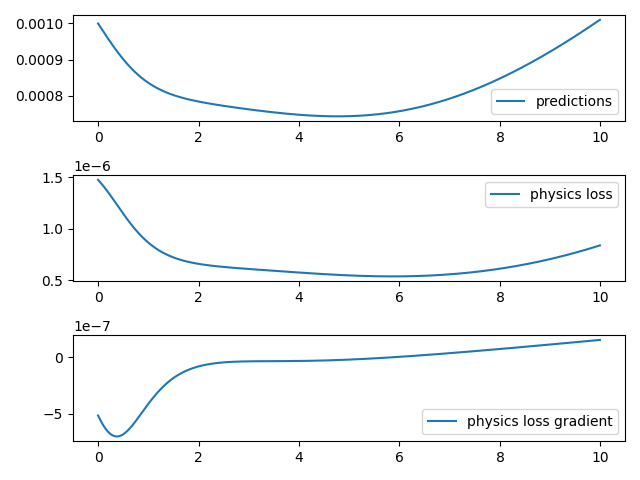 0.0010
0.0009
0.0008
predictions
0 2 4 6 8 10
1e−6
1.5
1.0
0.5
physics loss
0 2 4 6 8 10
1e−7
0
−5
physics loss gradient
0 2 4 6 8 10